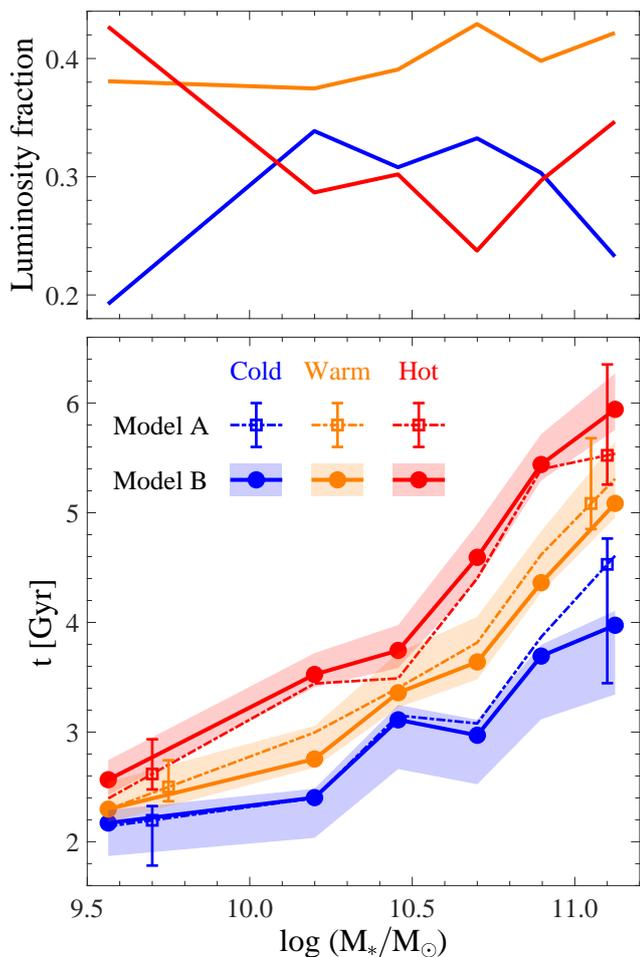 Luminosity fraction
0.4
0.3
0.2
Cold Warm Hot
Model A
Model B
t [Gyr]
6
5
4
3
2
9.5 10.0 10.5 11.0
log (M*/M⊙)